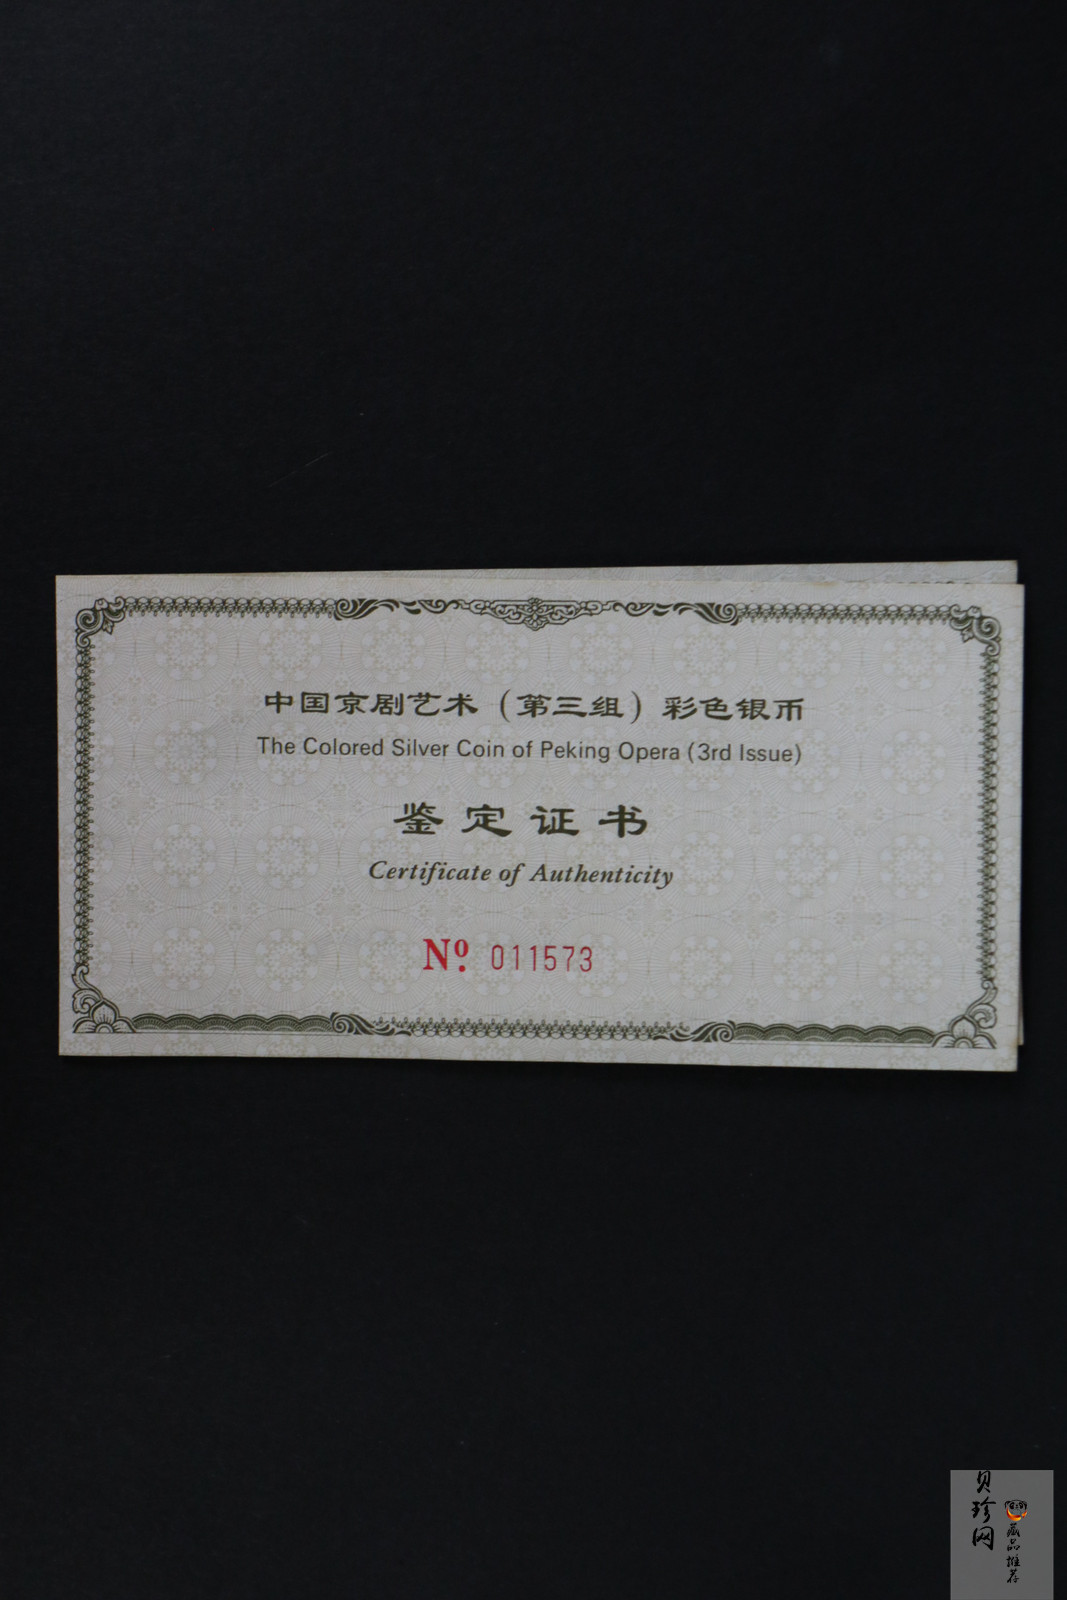 中国京剧艺术（第三组）彩色银币
The Colored Silver Coin of Peking Opera (3rd Issue)
鉴定证书
Certificate of Authenticity
Nº. 011573
贝珍网
藏品推荐